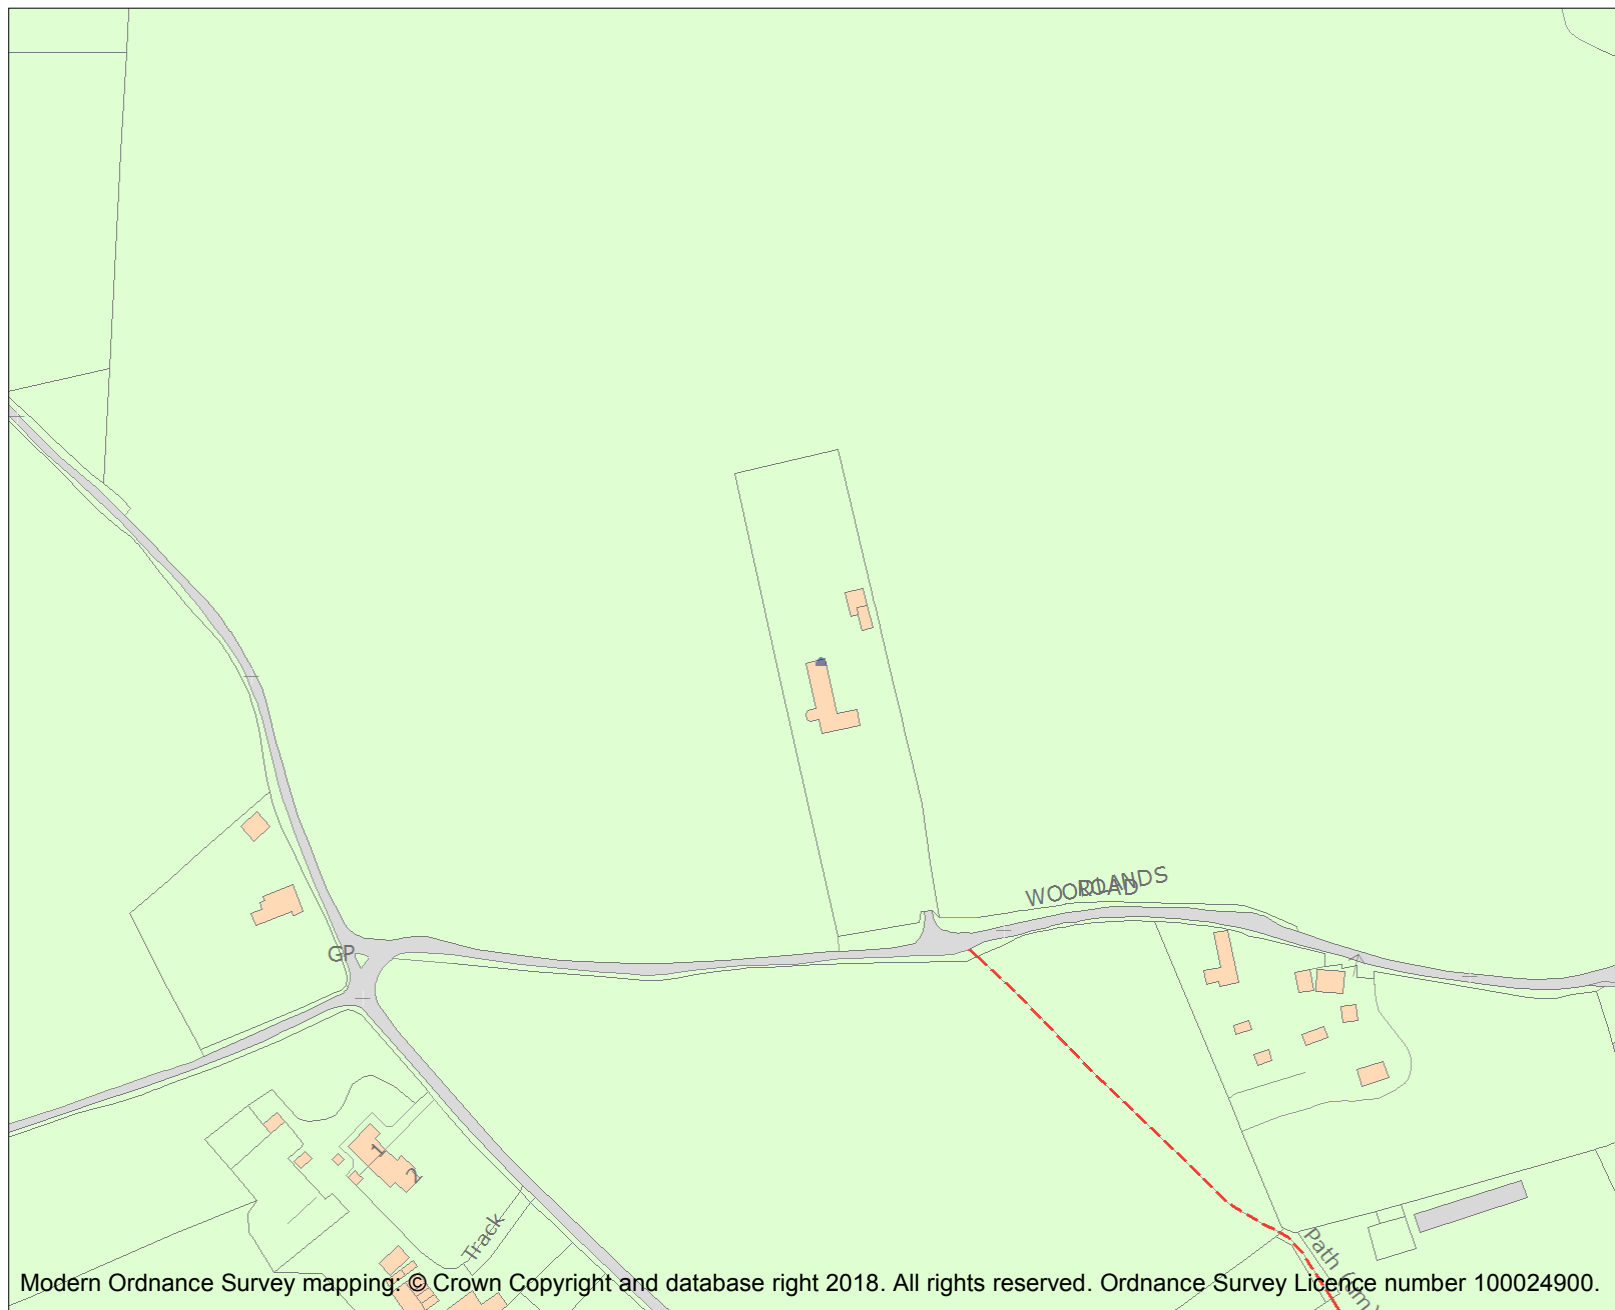 WOODLANDS
ROAD
GP
1
2
Track
Path (um)
Modern Ordnance Survey mapping: © Crown Copyright and database right 2018. All rights reserved. Ordnance Survey Licence number 100024900.